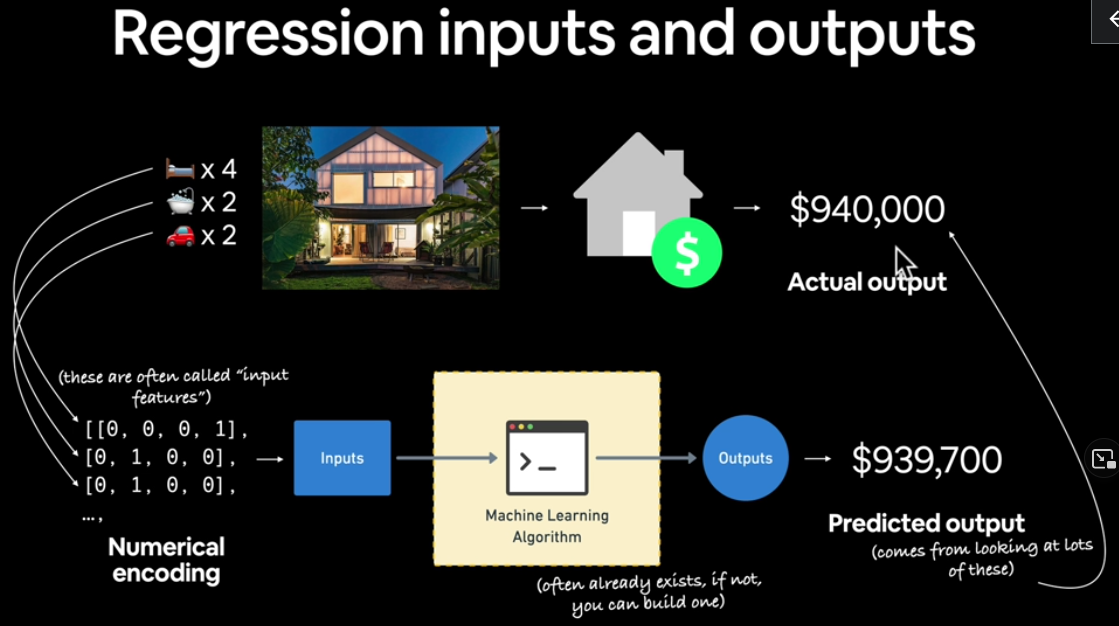 Regression inputs and outputs
x 4
x 2
x 2
$
$940,000
Actual output
(these are often called "input
features")
[[0, 0, 0, 1],
[0, 1, 0, 0],
[0, 1, 0, 0],
…,
Numerical
encoding
Inputs
Machine Learning
Algorithm
(often already exists, if not,
you can build one)
Outputs
$939,700
Predicted output
(comes from looking at lots
of these)